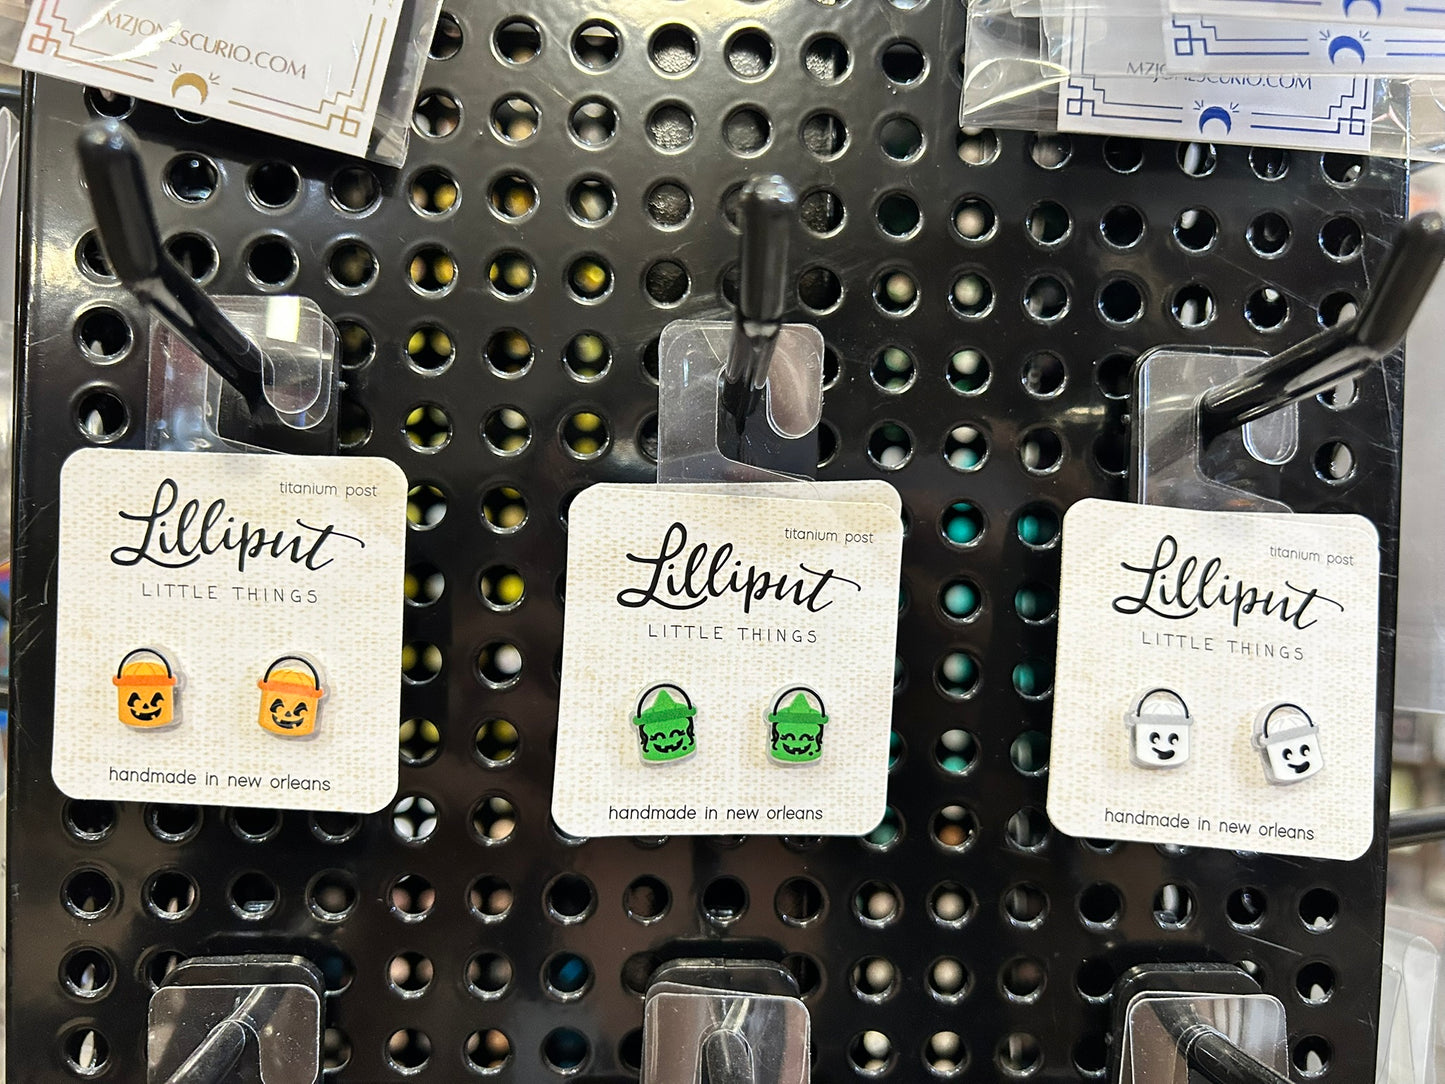 MZJONESCURIO.COM
MZJONESCURIO.COM
titanium post
Lilliput
LITTLE THINGS
handmade in new orleans
titanium post
Lilliput
LITTLE THINGS
handmade in new orleans
titanium post
Lilliput
LITTLE THINGS
handmade in new orleans